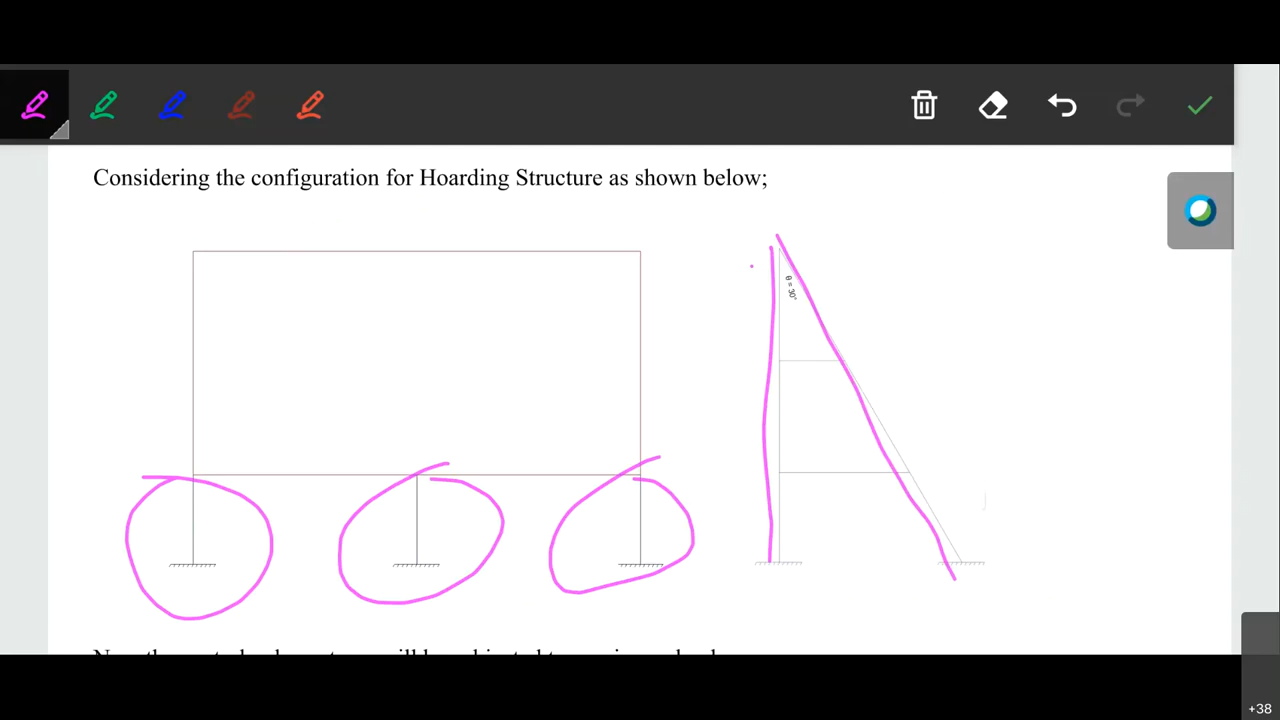 Considering the configuration for Hoarding Structure as shown below;
θ = 30°
+38